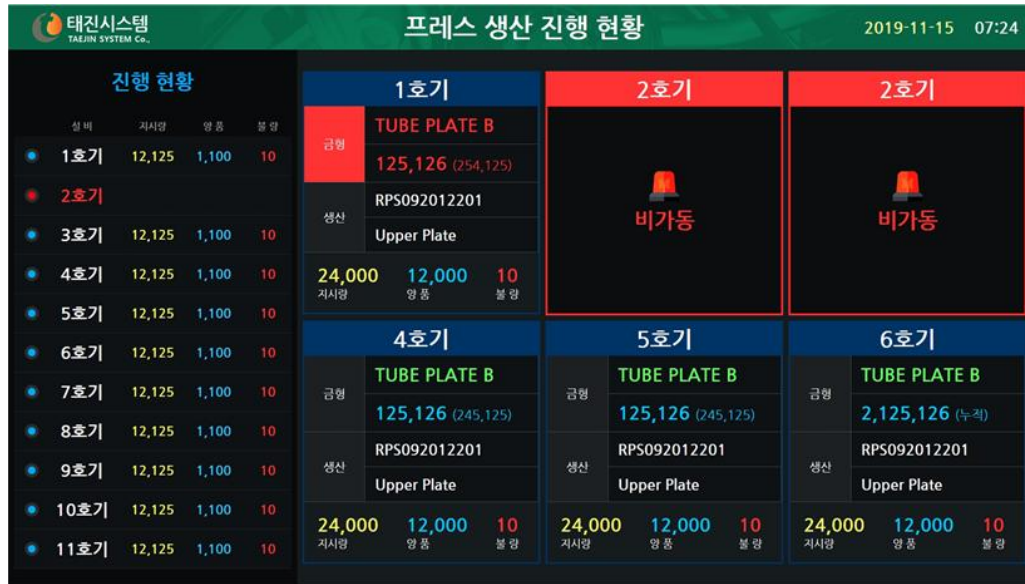 태진시스템
TAEJIN SYSTEM Co.,
프레스 생산 진행 현황
2019-11-15 07:24
진행 현황
설비 지시량 양품 불량
1호기 12,125 1,100 10
2호기
3호기 12,125 1,100 10
4호기 12,125 1,100 10
5호기 12,125 1,100 10
6호기 12,125 1,100 10
7호기 12,125 1,100 10
8호기 12,125 1,100 10
9호기 12,125 1,100 10
10호기 12,125 1,100 10
11호기 12,125 1,100 10
1호기
금형
TUBE PLATE B
125,126 (254,125)
생산
RPS092012201
Upper Plate
24,000 12,000 10
지시량 양품 불량
2호기
비가동
2호기
비가동
4호기
금형
TUBE PLATE B
125,126 (245,125)
생산
RPS092012201
Upper Plate
24,000 12,000 10
지시량 양품 불량
5호기
금형
TUBE PLATE B
125,126 (245,125)
생산
RPS092012201
Upper Plate
24,000 12,000 10
지시량 양품 불량
6호기
금형
TUBE PLATE B
2,125,126 (누적)
생산
RPS092012201
Upper Plate
24,000 12,000 10
지시량 양품 불량